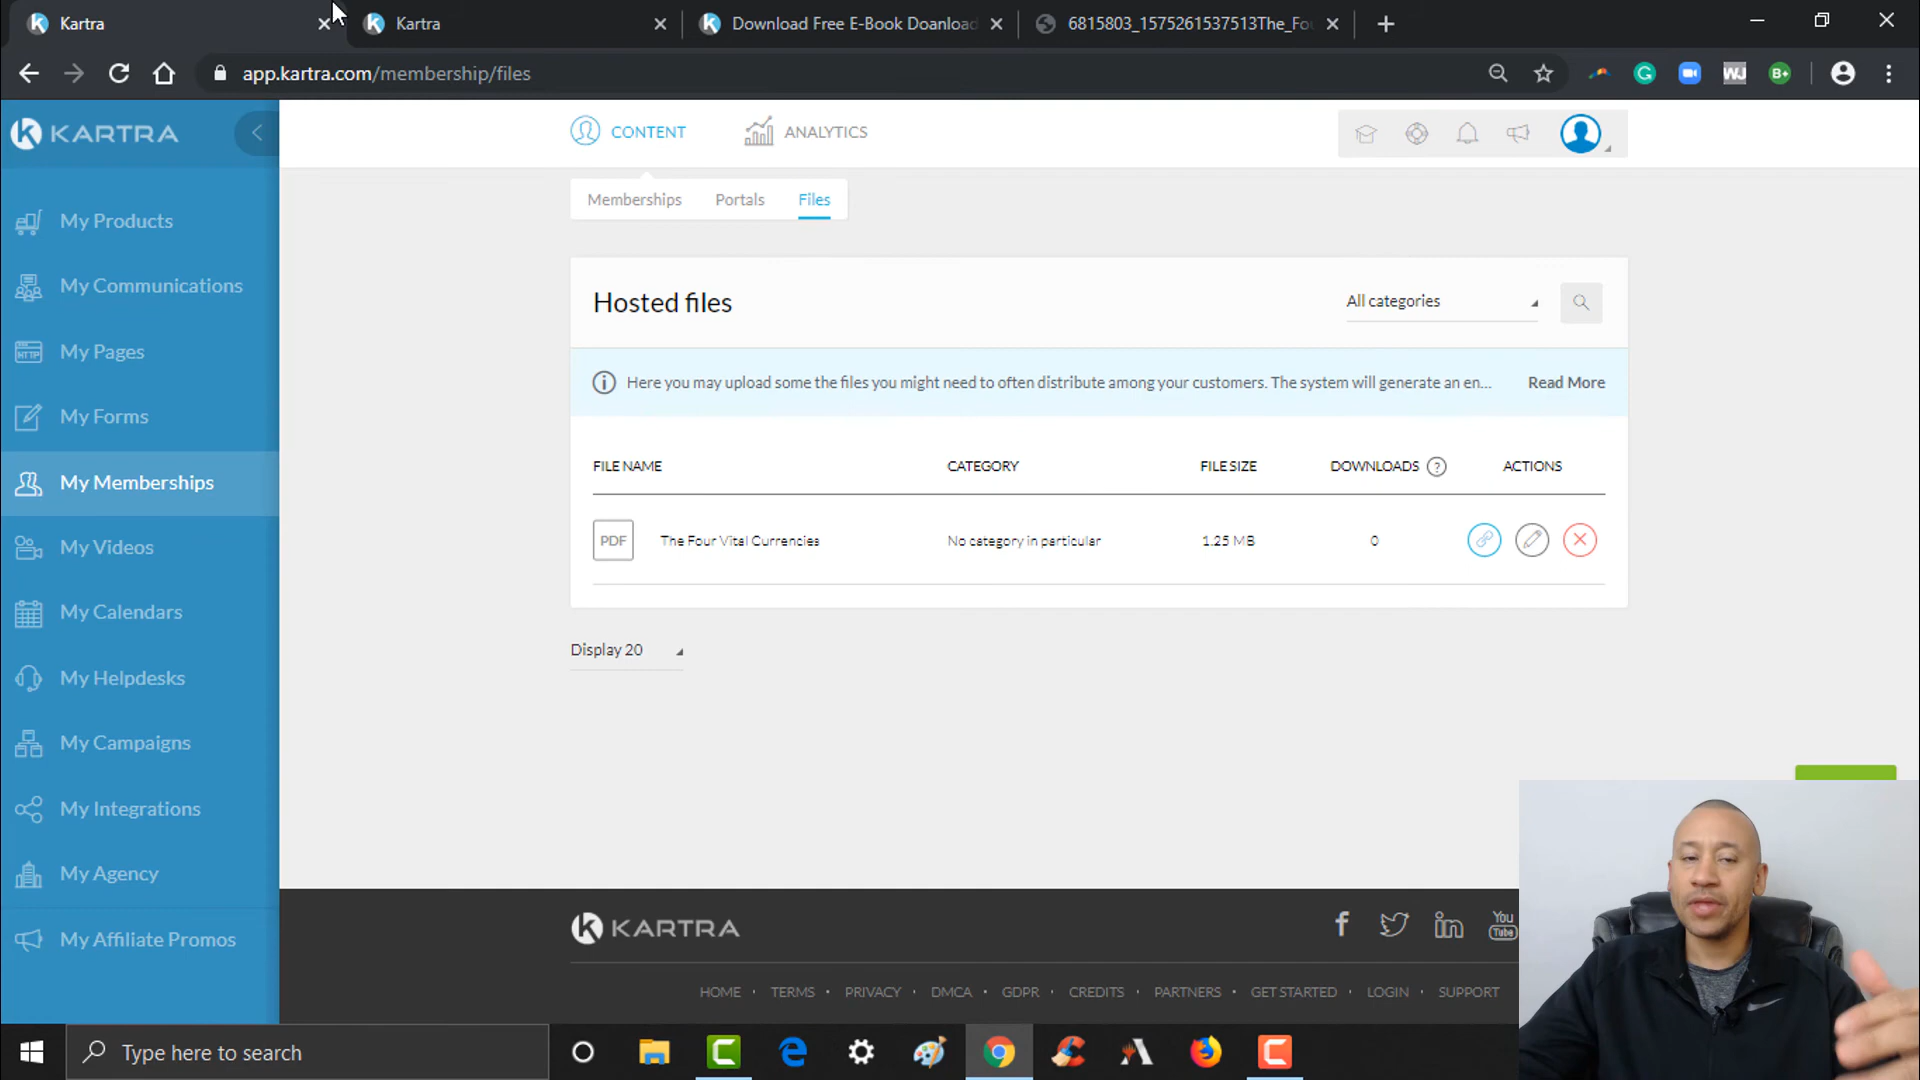 Kartra
Kartra
Download Free E-Book Doanload
6815803_1575261537513The_Fou
app.kartra.com/membership/files
KARTRA
CONTENT
ANALYTICS
Memberships
Portals
Files
My Products
My Communications
My Pages
My Forms
My Memberships
My Videos
My Calendars
My Helpdesks
My Campaigns
My Integrations
My Agency
My Affiliate Promos
Hosted files
All categories
Here you may upload some the files you might need to often distribute among your customers. The system will generate an en...
Read More
FILE NAME
CATEGORY
FILE SIZE
DOWNLOADS ?
ACTIONS
PDF
The Four Vital Currencies
No category in particular
1.25 MB
0
Display 20
KARTRA
You Tube
HOME · TERMS · PRIVACY · DMCA · GDPR · CREDITS · PARTNERS · GET STARTED · LOGIN · SUPPORT
Type here to search